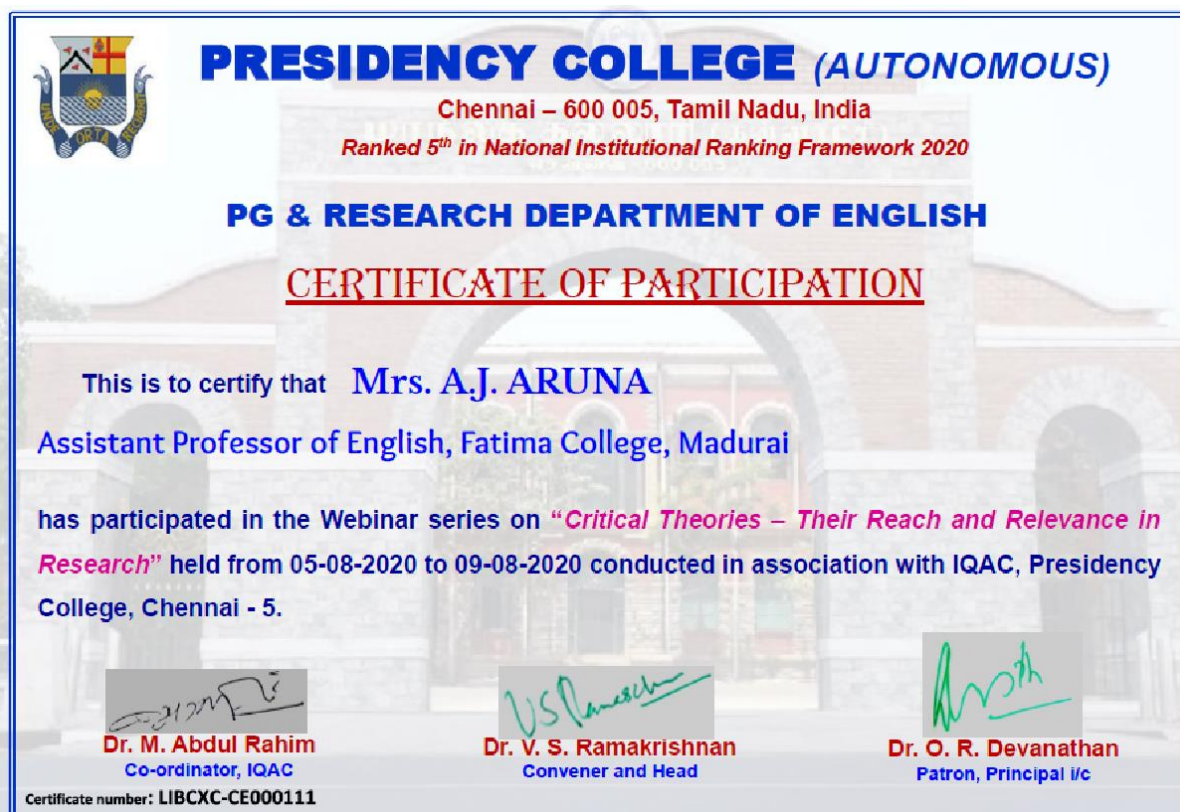 PRESIDENCY COLLEGE (AUTONOMOUS)
Chennai – 600 005, Tamil Nadu, India
Ranked 5th in National Institutional Ranking Framework 2020
PG & RESEARCH DEPARTMENT OF ENGLISH
CERTIFICATE OF PARTICIPATION
This is to certify that Mrs. A.J. ARUNA
Assistant Professor of English, Fatima College, Madurai
has participated in the Webinar series on “Critical Theories – Their Reach and Relevance in
Research” held from 05-08-2020 to 09-08-2020 conducted in association with IQAC, Presidency
College, Chennai - 5.
Dr. M. Abdul Rahim
Co-ordinator, IQAC
Dr. V. S. Ramakrishnan
Convener and Head
Dr. O. R. Devanathan
Patron, Principal i/c
Certificate number: LIBCXC-CE000111